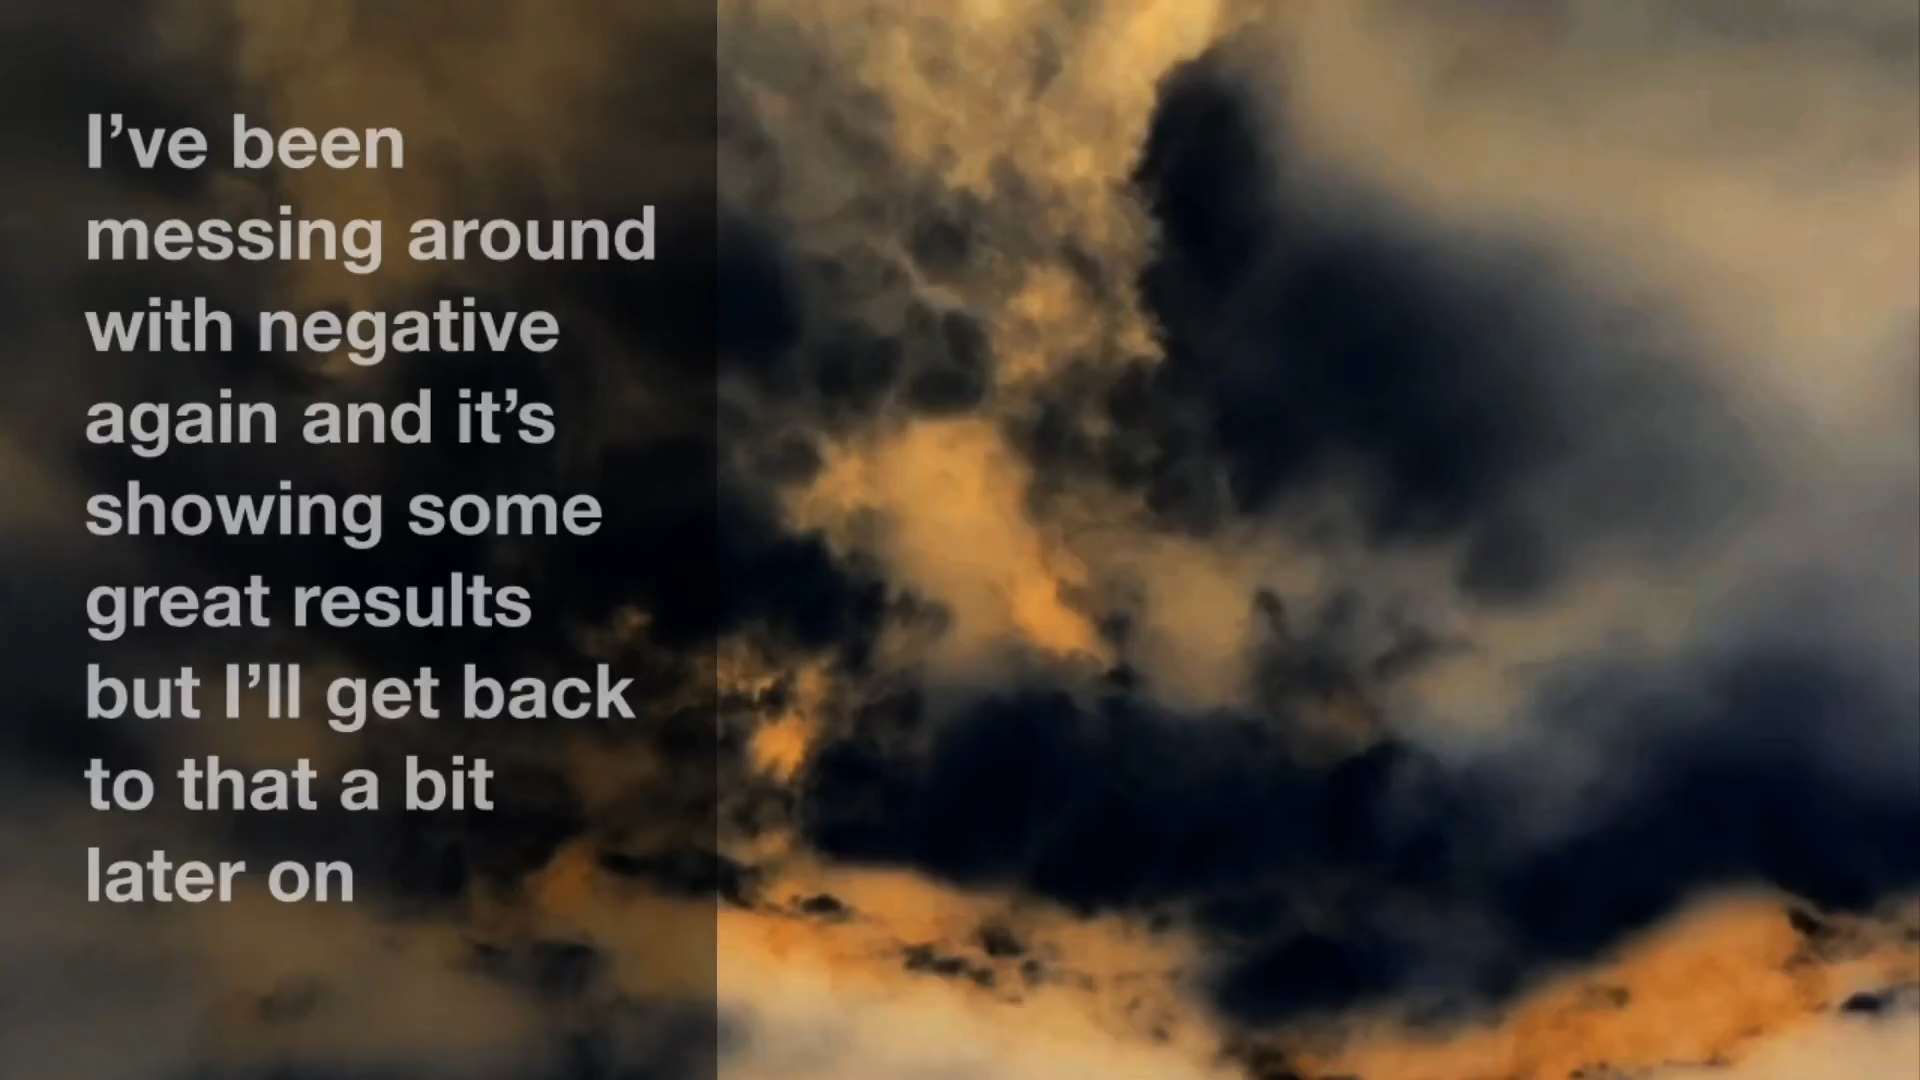 I’ve been
messing around
with negative
again and it’s
showing some
great results
but I’ll get back
to that a bit
later on